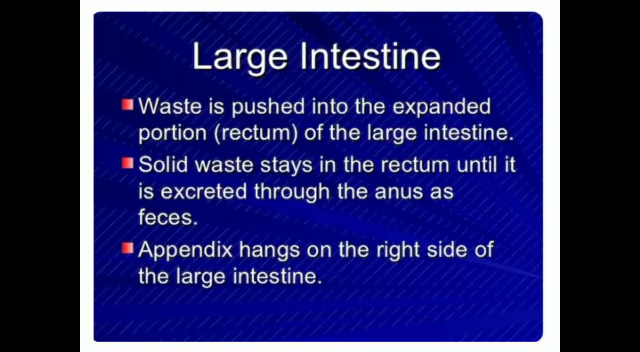 Large Intestine
Waste is pushed into the expanded
portion (rectum) of the large intestine.
Solid waste stays in the rectum until it
is excreted through the anus as
feces.
Appendix hangs on the right side of
the large intestine.